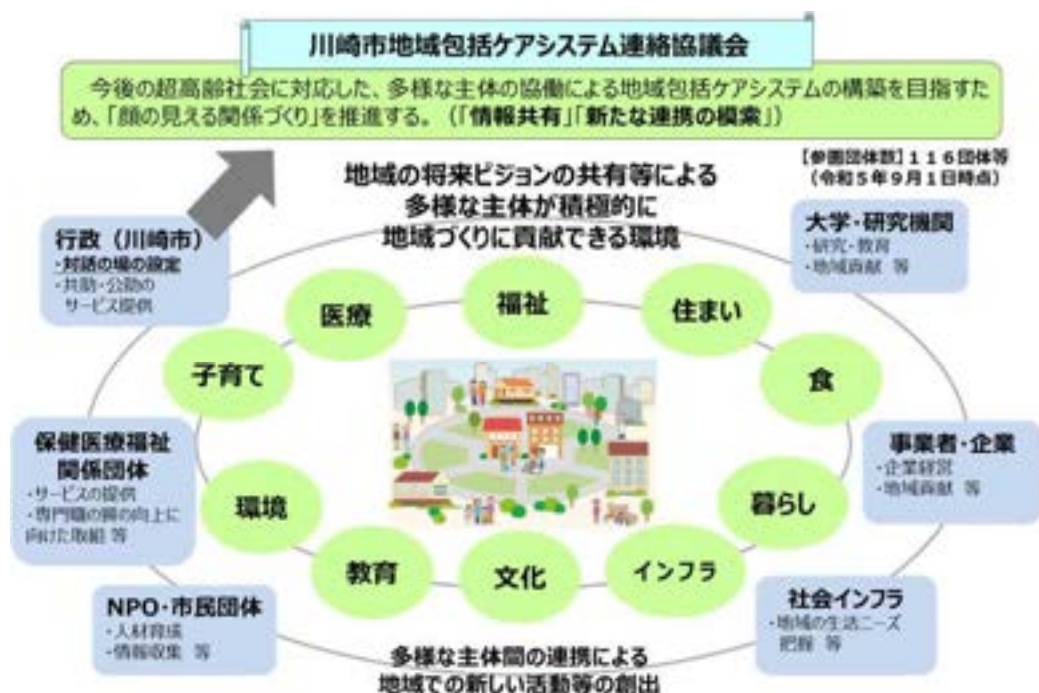 川崎市地域包括ケアシステム連絡協議会
今後の超高齢社会に対応した、多様な主体の協働による地域包括ケアシステムの構築を目指すた
め、「顔の見える関係づくり」を推進する。（「情報共有」「新たな連携の模索」）
【参画団体数】１１６団体等
（令和５年９月１日時点）
地域の将来ビジョンの共有等による
多様な主体が積極的に
地域づくりに貢献できる環境
行政（川崎市）
・対話の場の設定
・共助・公助の
サービス提供
大学・研究機関
・研究・教育
・地域貢献 等
医療
福祉
住まい
子育て
食
保健医療福祉
関係団体
・サービスの提供
・専門職の質の向上に
向けた取組 等
事業者・企業
・企業経営
・地域貢献 等
環境
暮らし
教育
文化
インフラ
NPO・市民団体
・人材育成
・情報収集 等
社会インフラ
・地域の生活ニーズ
把握 等
多様な主体間の連携による
地域での新しい活動等の創出